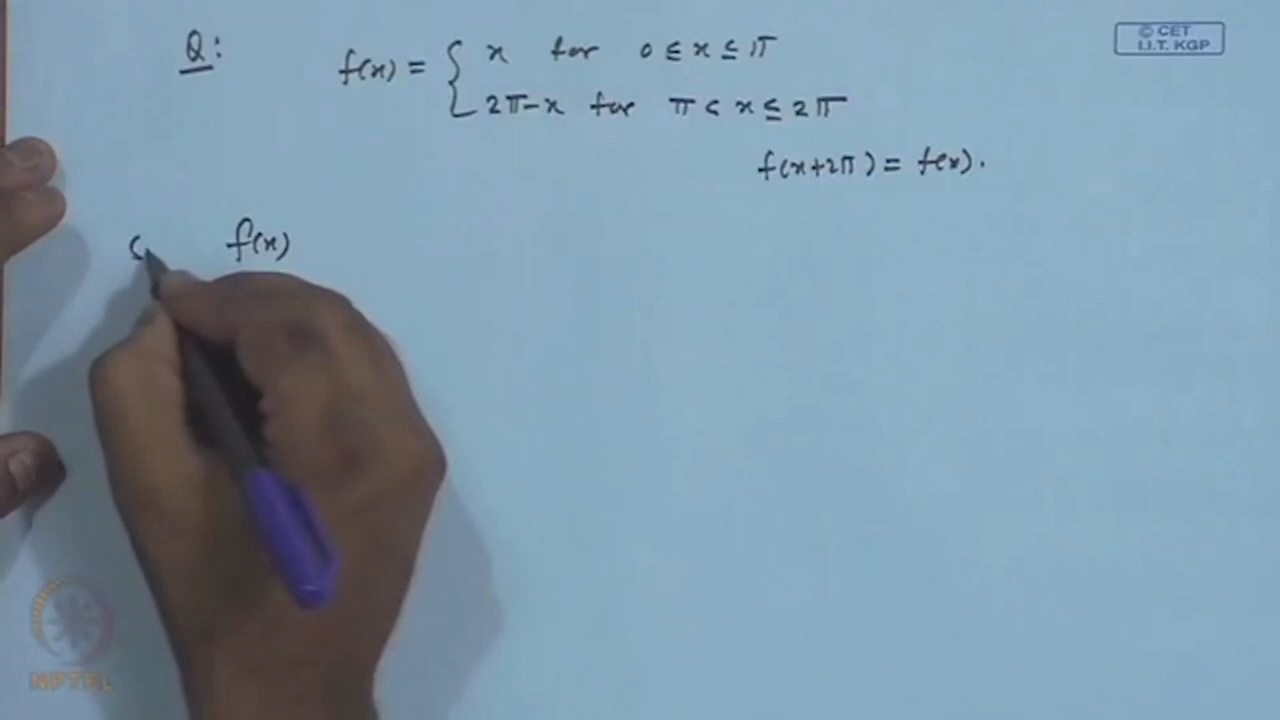 © CET
I.I.T. KGP
Q:
f(x) = { x for 0 ≤ x ≤ π
2π-x for π < x ≤ 2π
f(x+2π) = f(x).
f(x)
NPTEL